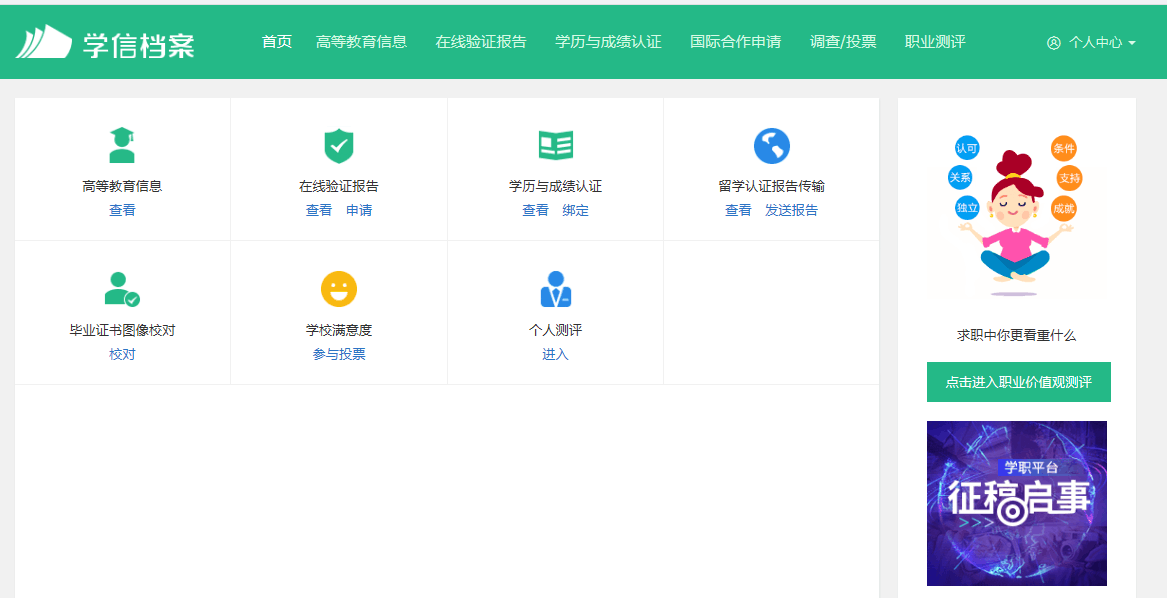 学信档案
首页 高等教育信息 在线验证报告 学历与成绩认证 国际合作申请 调查/投票 职业测评 个人中心
高等教育信息
查看
在线验证报告
查看 申请
学历与成绩认证
查看 绑定
留学认证报告传输
查看 发送报告
毕业证书图像校对
校对
学校满意度
参与投票
个人测评
进入
认可
条件
关系
支持
独立
成就
求职中你更看重什么
点击进入职业价值观测评
学职平台
征稿启事
>>>